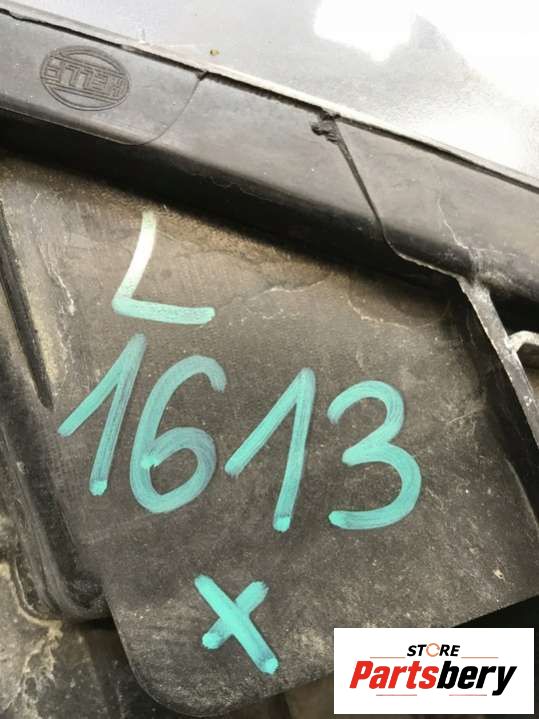 HELLA
L
1613
X
STORE
Partsbery